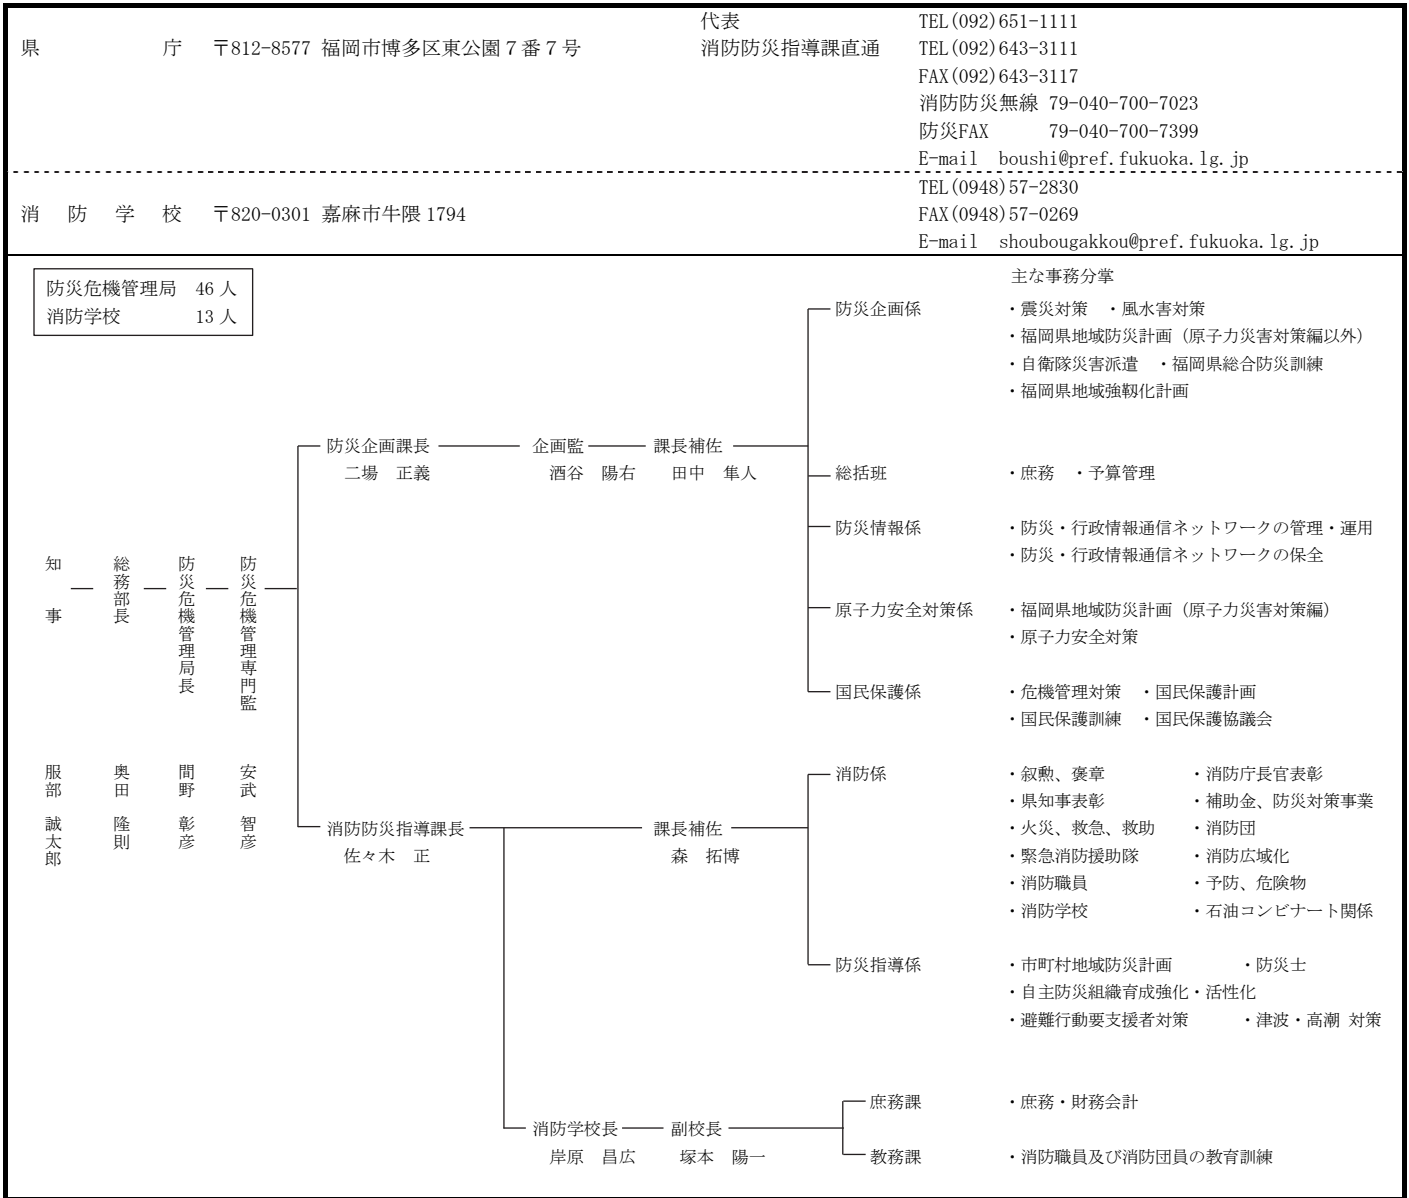 代表 TEL(092)651-1111
県 庁 〒812-8577 福岡市博多区東公園７番７号 消防防災指導課直通 TEL(092)643-3111
FAX(092)643-3117
消防防災無線 79-040-700-7023
防災FAX 79-040-700-7399
E-mail boushi@pref.fukuoka.lg.jp
TEL(0948)57-2830
消 防 学 校 〒820-0301 嘉麻市牛隈 1794 FAX(0948)57-0269
E-mail shoubougakkou@pref.fukuoka.lg.jp
防災危機管理局 46 人
消防学校 13 人
主な事務分掌
知事
服部 誠太郎
総務部長
奥田 隆則
防災危機管理局長
間野 彰彦
防災危機管理専門監
安武 智彦
防災企画課長 企画監 課長補佐
二場 正義 酒谷 陽右 田中 隼人
防災企画係 ・震災対策 ・風水害対策
・福岡県地域防災計画（原子力災害対策編以外）
・自衛隊災害派遣 ・福岡県総合防災訓練
・福岡県地域強靱化計画
総括班 ・庶務 ・予算管理
防災情報係 ・防災・行政情報通信ネットワークの管理・運用
・防災・行政情報通信ネットワークの保全
原子力安全対策係 ・福岡県地域防災計画（原子力災害対策編）
・原子力安全対策
国民保護係 ・危機管理対策 ・国民保護計画
・国民保護訓練 ・国民保護協議会
消防防災指導課長 課長補佐
佐々木 正 森 拓博
消防係 ・叙勲、褒章 ・消防庁長官表彰
・県知事表彰 ・補助金、防災対策事業
・火災、救急、救助 ・消防団
・緊急消防援助隊 ・消防広域化
・消防職員 ・予防、危険物
・消防学校 ・石油コンビナート関係
防災指導係 ・市町村地域防災計画 ・防災士
・自主防災組織育成強化・活性化
・避難行動要支援者対策 ・津波・高潮 対策
消防学校長 副校長
岸原 昌広 塚本 陽一
庶務課 ・庶務・財務会計
教務課 ・消防職員及び消防団員の教育訓練